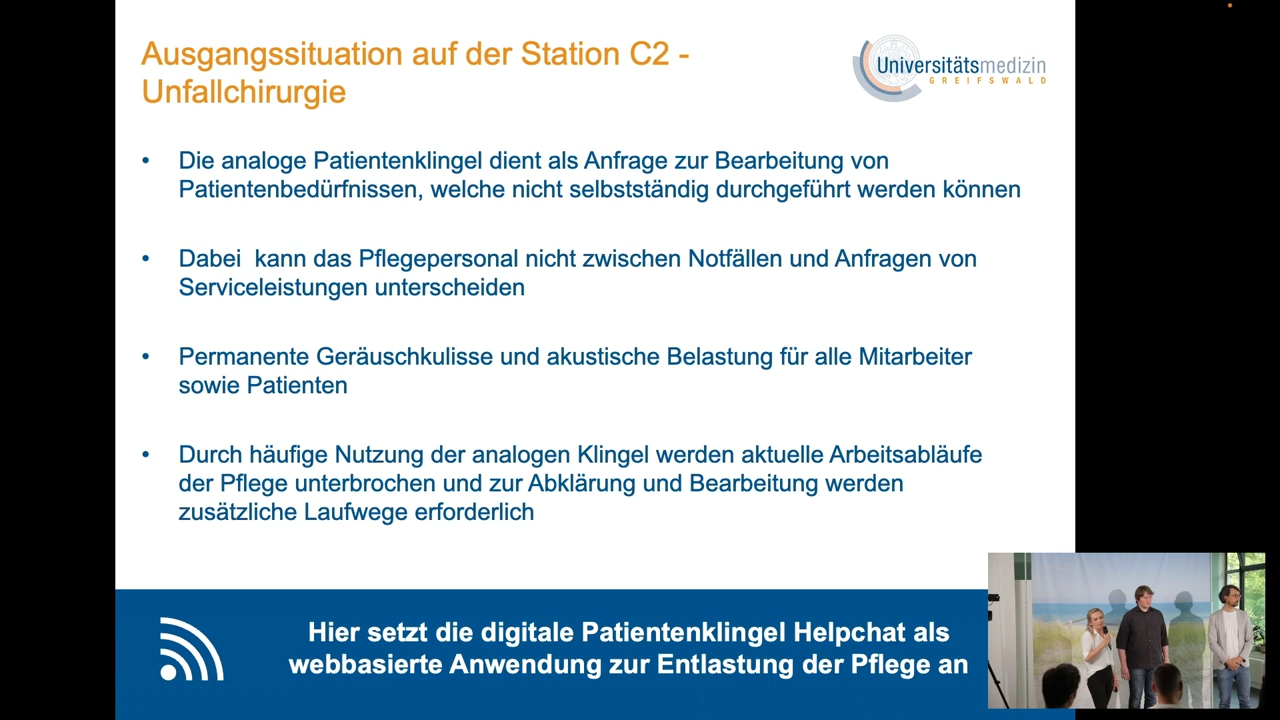 Ausgangssituation auf der Station C2 -
Unfallchirurgie
Universitätsmedizin
GREIFSWALD
• Die analoge Patientenklingel dient als Anfrage zur Bearbeitung von
Patientenbedürfnissen, welche nicht selbstständig durchgeführt werden können
• Dabei  kann das Pflegepersonal nicht zwischen Notfällen und Anfragen von
Serviceleistungen unterscheiden
• Permanente Geräuschkulisse und akustische Belastung für alle Mitarbeiter
sowie Patienten
• Durch häufige Nutzung der analogen Klingel werden aktuelle Arbeitsabläufe
der Pflege unterbrochen und zur Abklärung und Bearbeitung werden
zusätzliche Laufwege erforderlich
Hier setzt die digitale Patientenklingel Helpchat als
webbasierte Anwendung zur Entlastung der Pflege an